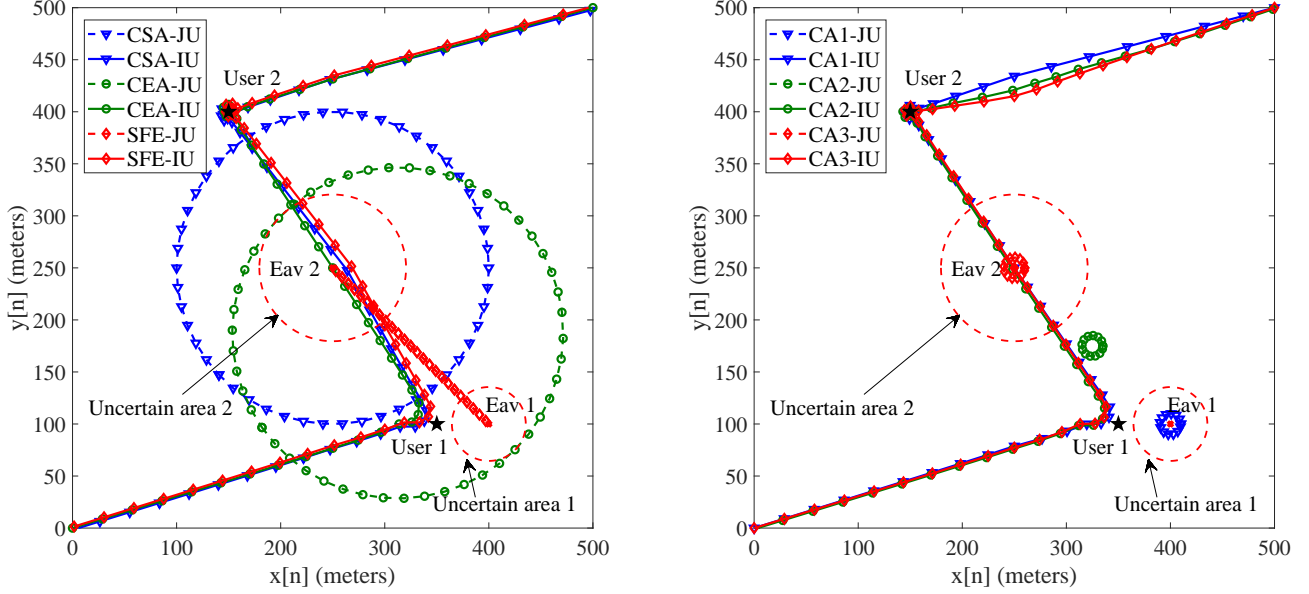 500
450
400
350
300
250
200
150
100
50
0
y[n] (meters)
CSA-JU
CSA-IU
CEA-JU
CEA-IU
SFE-JU
SFE-IU
User 2
Eav 2
Uncertain area 2
Eav 1
User 1
Uncertain area 1
0 100 200 300 400 500
x[n] (meters)
500
450
400
350
300
250
200
150
100
50
0
y[n] (meters)
CA1-JU
CA1-IU
CA2-JU
CA2-IU
CA3-JU
CA3-IU
User 2
Eav 2
Uncertain area 2
Eav 1
User 1
Uncertain area 1
0 100 200 300 400 500
x[n] (meters)